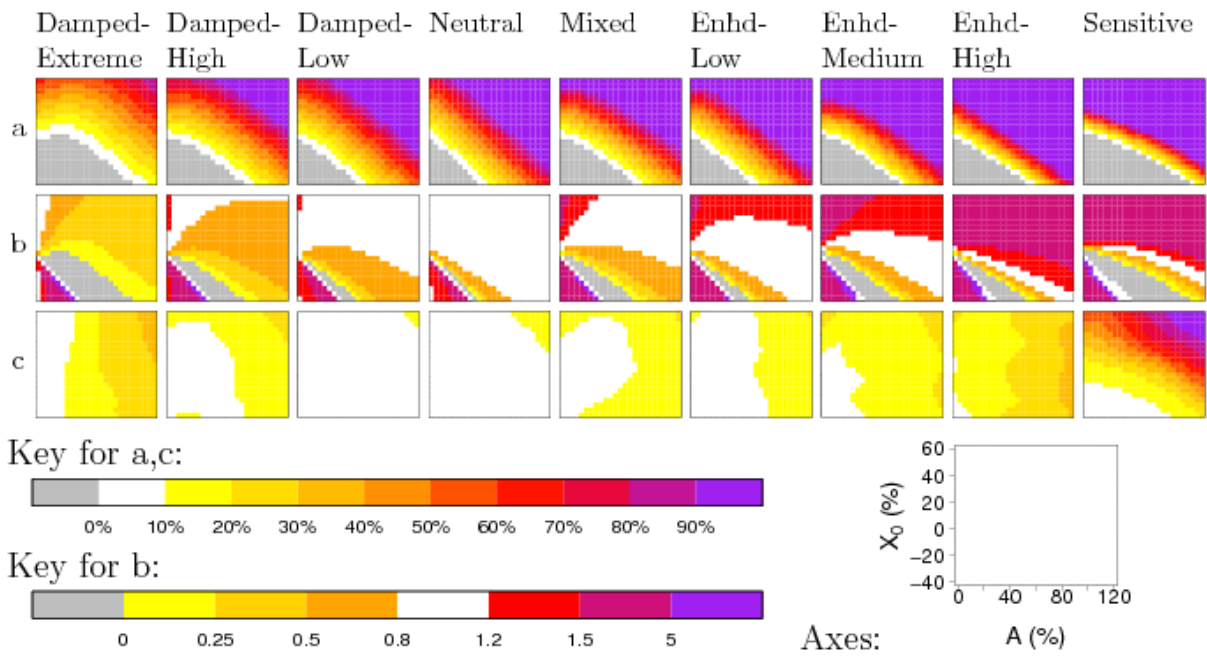 Damped-Extreme Damped-High Damped-Low Neutral Mixed Enhd-Low Enhd-Medium Enhd-High Sensitive
a
b
c
Key for a,c:
0% 10% 20% 30% 40% 50% 60% 70% 80% 90%
Key for b:
0 0.25 0.5 0.8 1.2 1.5 5
Axes:
X₀ (%)
60
40
20
0
−20
−40
0 40 80 120
A (%)